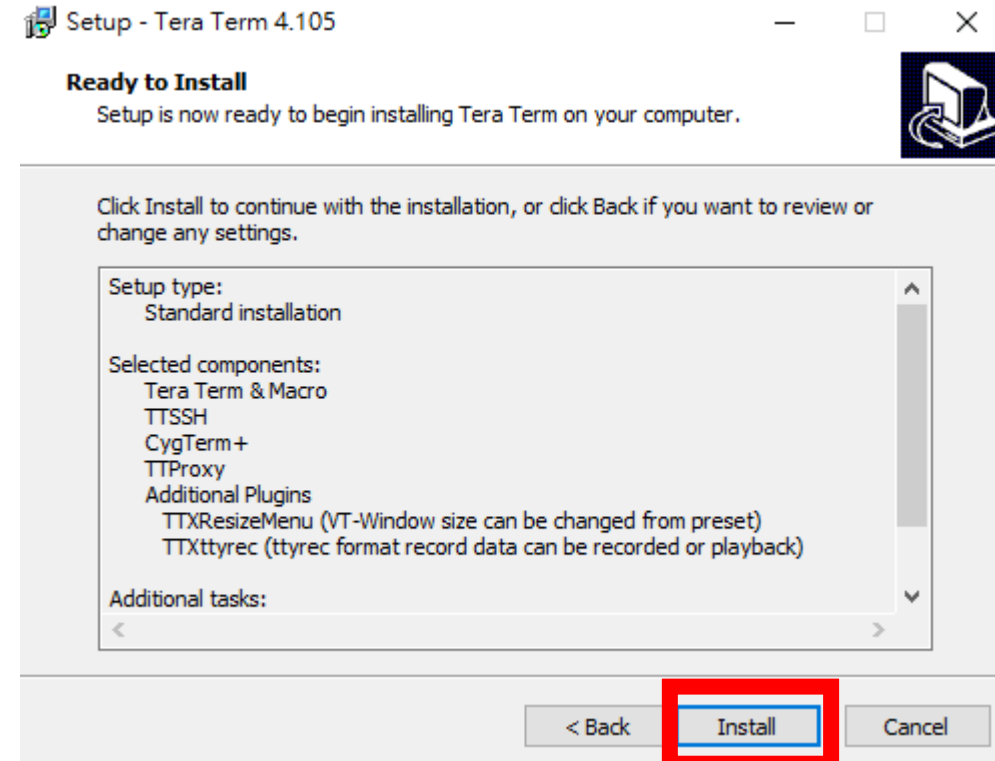 Setup - Tera Term 4.105
Ready to Install
Setup is now ready to begin installing Tera Term on your computer.
Click Install to continue with the installation, or click Back if you want to review or
change any settings.
Setup type:
Standard installation
Selected components:
Tera Term & Macro
TTSSH
CygTerm+
TTProxy
Additional Plugins
TTXResizeMenu (VT-Window size can be changed from preset)
TTXttyrec (ttyrec format record data can be recorded or playback)
Additional tasks:
< Back Install Cancel